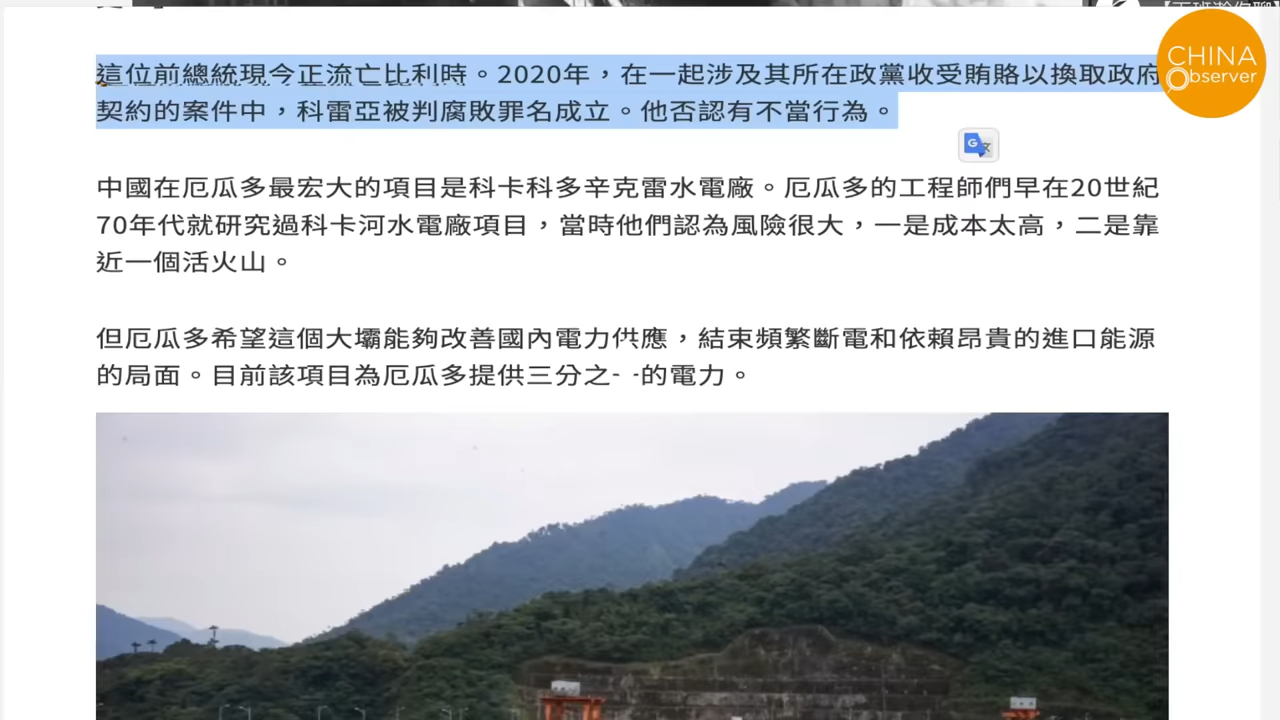 CHINA
Observer
這位前總統現今正流亡比利時。2020年，在一起涉及其所在政黨收受賄賂以換取政府
契約的案件中，科雷亞被判腐敗罪名成立。他否認有不當行為。
中國在厄瓜多最宏大的項目是科卡科多辛克雷水電廠。厄瓜多的工程師們早在20世紀
70年代就研究過科卡河水電廠項目，當時他們認為風險很大，一是成本太高，二是靠
近一個活火山。
但厄瓜多希望這個大壩能夠改善國內電力供應，結束頻繁斷電和依賴昂貴的進口能源
的局面。目前該項目為厄瓜多提供三分之一的電力。